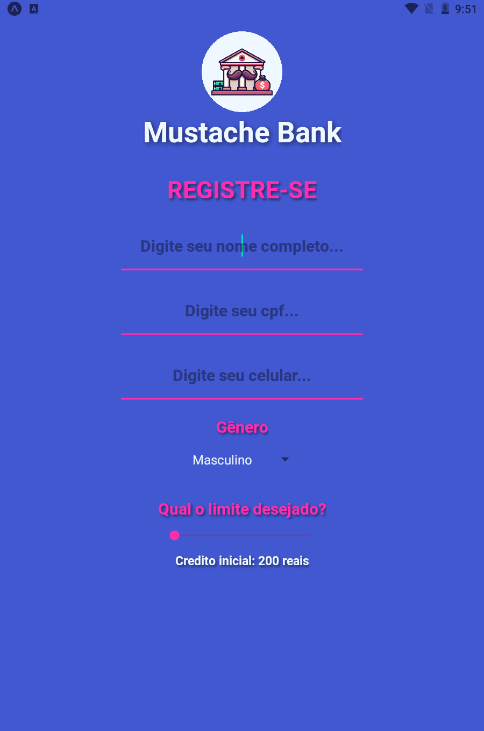 9:51
Mustache Bank
REGISTRE-SE
Digite seu nome completo...
Digite seu cpf...
Digite seu celular...
Gênero
Masculino
Qual o limite desejado?
Credito inicial: 200 reais